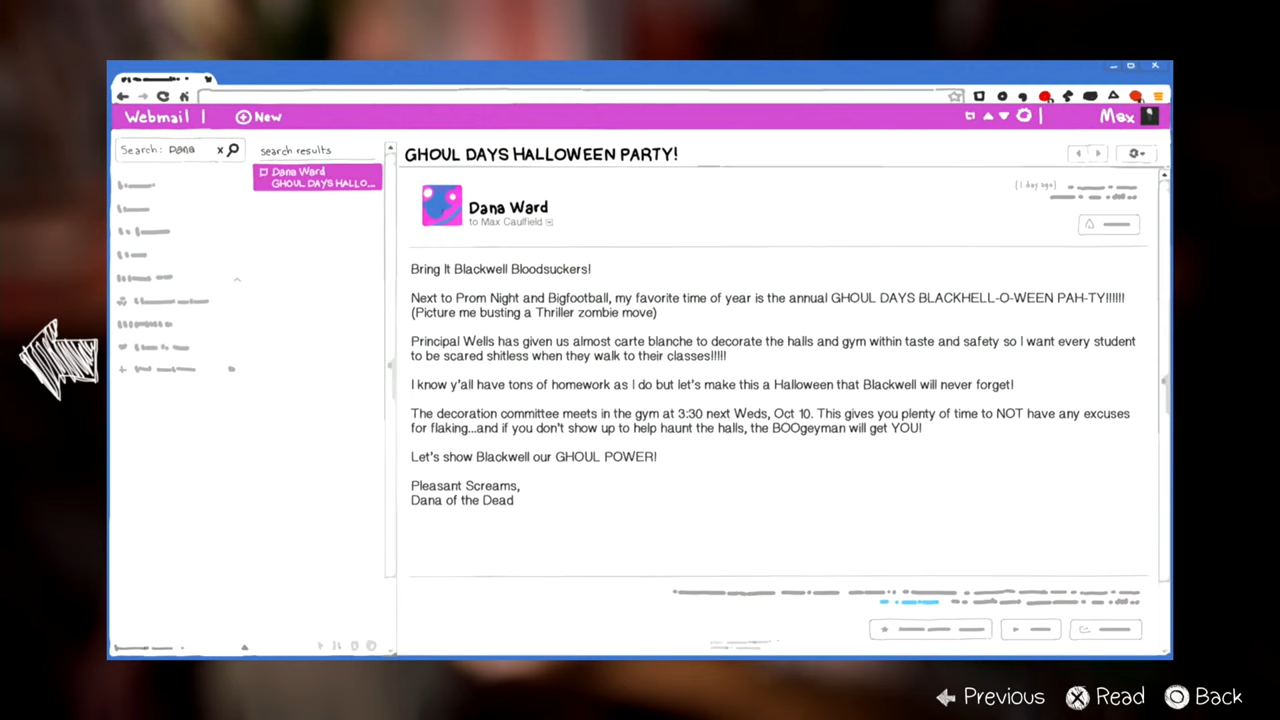 Webmail | + New
Max
Search: Dana x
search results
GHOUL DAYS HALLOWEEN PARTY!
Dana Ward
GHOUL DAYS HALLO...
[1 day ago]
Dana Ward
to Max Caulfield
Bring It Blackwell Bloodsuckers!
Next to Prom Night and Bigfootball, my favorite time of year is the annual GHOUL DAYS BLACKHELL-O-WEEN PAH-TY!!!!!!
(Picture me busting a Thriller zombie move)
Principal Wells has given us almost carte blanche to decorate the halls and gym within taste and safety so I want every student
to be scared shitless when they walk to their classes!!!!!
I know y'all have tons of homework as I do but let's make this a Halloween that Blackwell will never forget!
The decoration committee meets in the gym at 3:30 next Weds, Oct 10. This gives you plenty of time to NOT have any excuses
for flaking...and if you don't show up to help haunt the halls, the BOOgeyman will get YOU!
Let's show Blackwell our GHOUL POWER!
Pleasant Screams,
Dana of the Dead
Previous
Read
Back